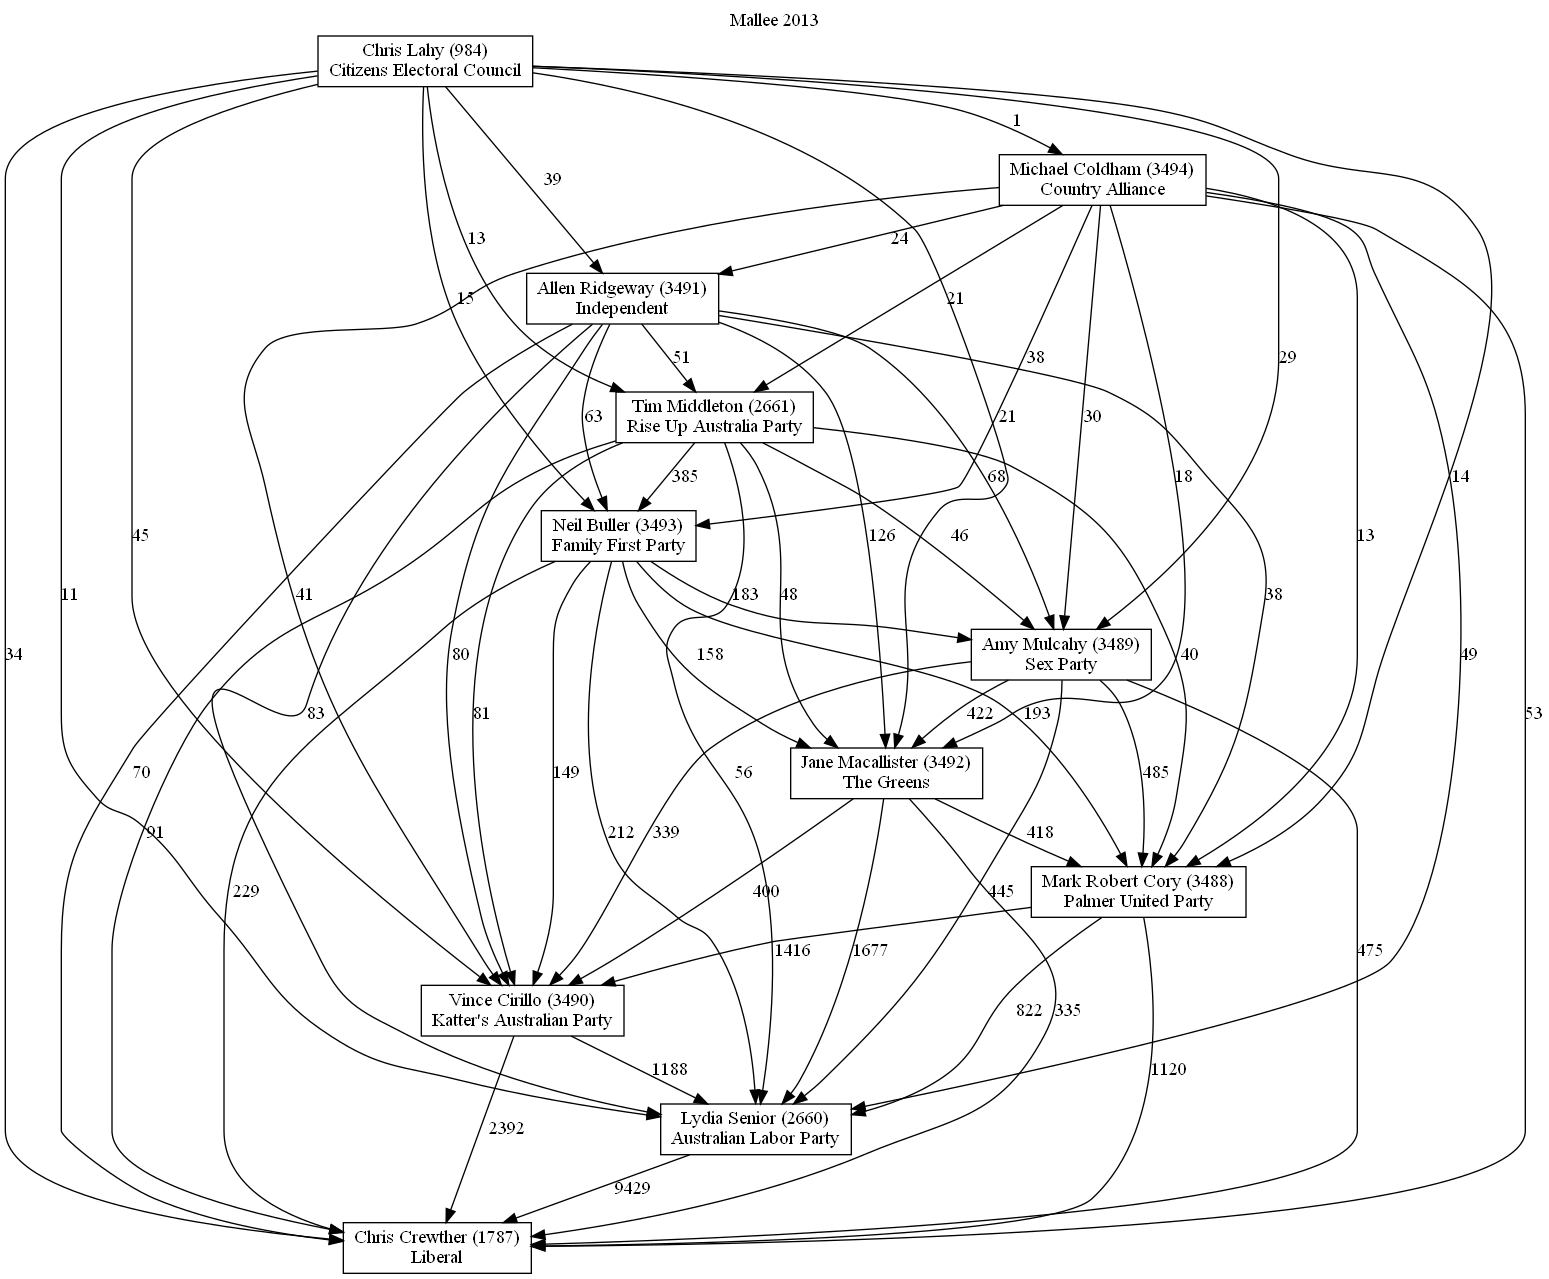 Mallee 2013
Chris Lahy (984)
Citizens Electoral Council
1
Michael Coldham (3494)
Country Alliance
39
13
24
Allen Ridgeway (3491)
Independent
15
21
51
38
29
Tim Middleton (2661)
Rise Up Australia Party
63
21
30
385
68
18
14
Neil Buller (3493)
Family First Party
45
126
46
13
11
41
183
48
38
Amy Mulcahy (3489)
Sex Party
34
80
158
40
49
83
81
422
193
53
Jane Macallister (3492)
The Greens
70
149
56
485
91
212
339
418
Mark Robert Cory (3488)
Palmer United Party
229
400
445
1416
1677
475
Vince Cirillo (3490)
Katter's Australian Party
822
335
1188
1120
Lydia Senior (2660)
Australian Labor Party
2392
9429
Chris Crewther (1787)
Liberal